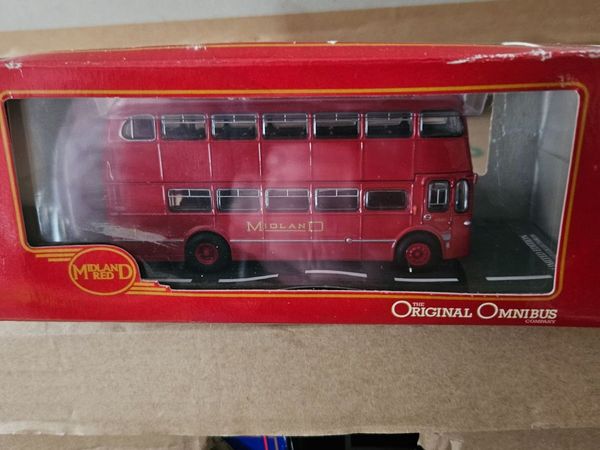 MIDLAND
MIDLAND
RED
THE
ORIGINAL OMNIBUS
COMPANY